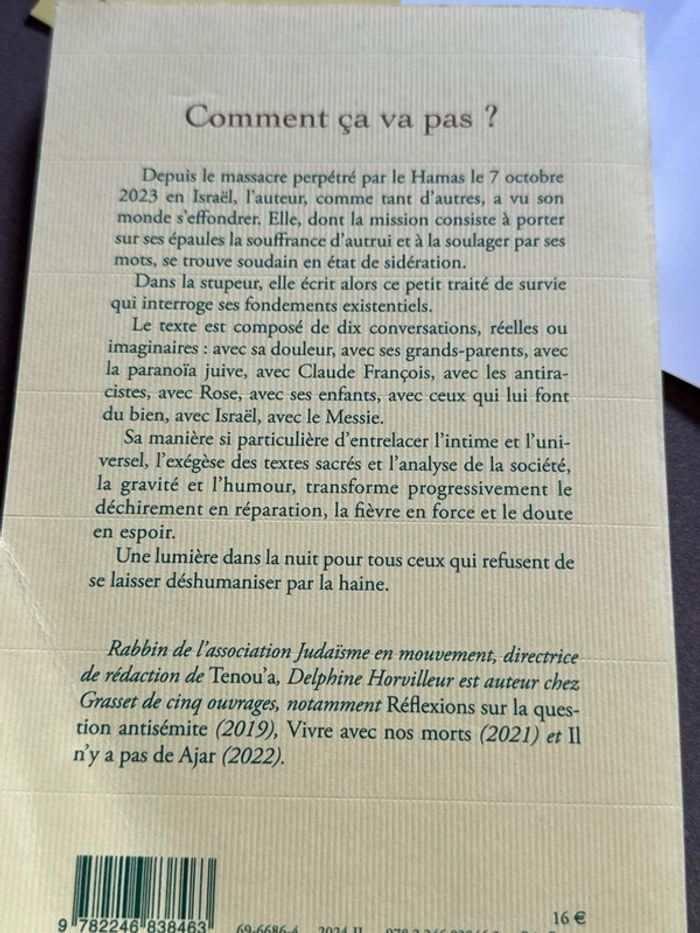 Comment ça va pas ?
Depuis le massacre perpétré par le Hamas le 7 octobre
2023 en Israël, l'auteur, comme tant d'autres, a vu son
monde s'effondrer. Elle, dont la mission consiste à porter
sur ses épaules la souffrance d'autrui et à la soulager par ses
mots, se trouve soudain en état de sidération.
Dans la stupeur, elle écrit alors ce petit traité de survie
qui interroge ses fondements existentiels.
Le texte est composé de dix conversations, réelles ou
imaginaires : avec sa douleur, avec ses grands-parents, avec
la paranoïa juive, avec Claude François, avec les antira-
cistes, avec Rose, avec ses enfants, avec ceux qui lui font
du bien, avec Israël, avec le Messie.
Sa manière si particulière d'entrelacer l'intime et l'uni-
versel, l'exégèse des textes sacrés et l'analyse de la société,
la gravité et l'humour, transforme progressivement le
déchirement en réparation, la fièvre en force et le doute
en espoir.
Une lumière dans la nuit pour tous ceux qui refusent de
se laisser déshumaniser par la haine.
Rabbin de l'association Judaïsme en mouvement, directrice
de rédaction de Tenou'a, Delphine Horvilleur est auteur chez
Grasset de cinq ouvrages, notamment Réflexions sur la ques-
tion antisémite (2019), Vivre avec nos morts (2021) et Il
n'y a pas de Ajar (2022).
9 782246 838463
69-6686-4 2024-II
16 €